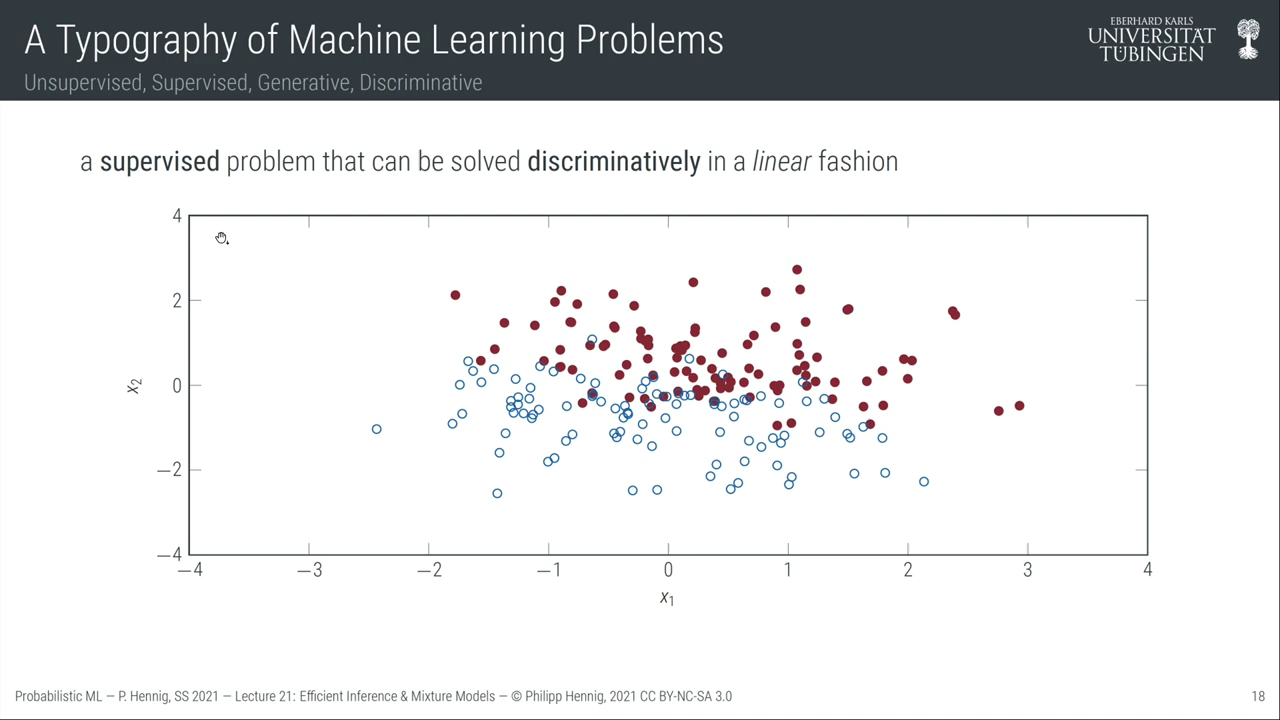 A Typography of Machine Learning Problems
Unsupervised, Supervised, Generative, Discriminative
EBERHARD KARLS
UNIVERSITÄT
TÜBINGEN
a supervised problem that can be solved discriminatively in a linear fashion
4
2
0
−2
−4
x2
−4 −3 −2 −1 0 1 2 3 4
x1
Probabilistic ML — P. Hennig, SS 2021 — Lecture 21: Efficient Inference & Mixture Models — © Philipp Hennig, 2021 CC BY-NC-SA 3.0
18